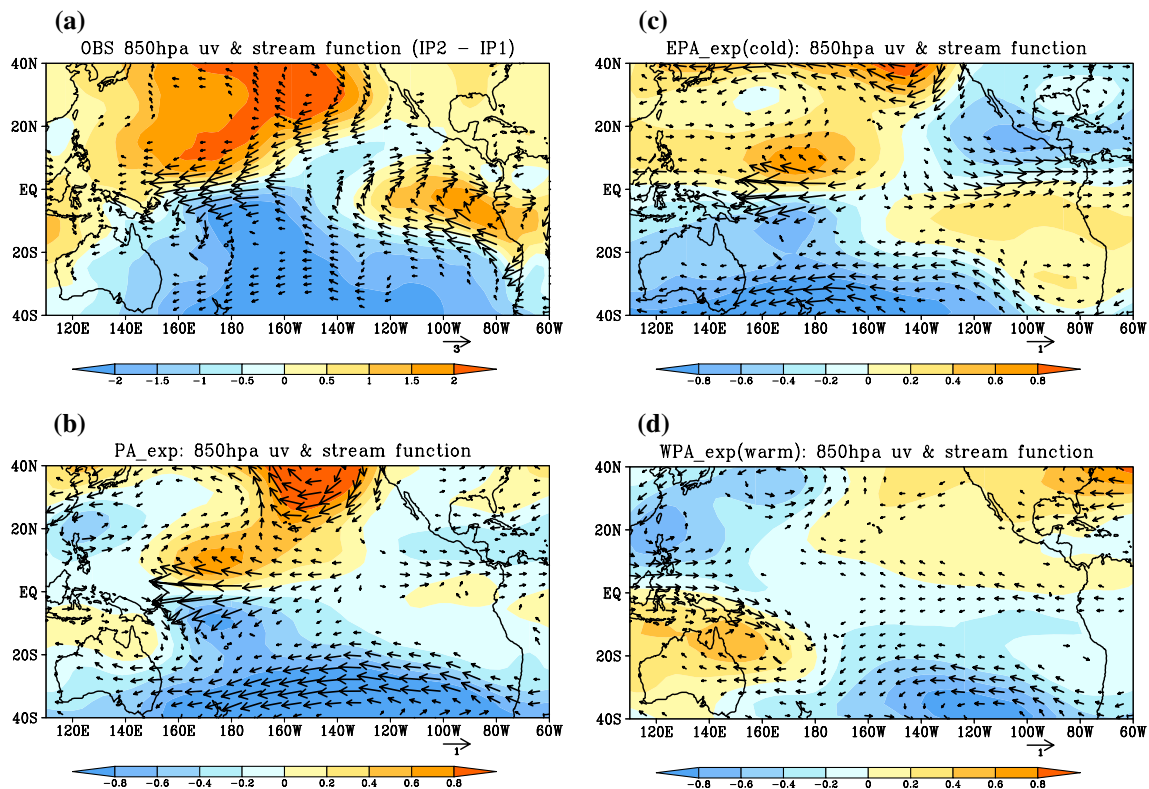 (a)
OBS 850hpa uv & stream function (IP2 − IP1)
40N
20N
EQ
20S
40S
120E 140E 160E 180 160W 140W 120W 100W 80W 60W
3
−2 −1.5 −1 −0.5 0 0.5 1 1.5 2
(b)
PA_exp: 850hpa uv & stream function
40N
20N
EQ
20S
40S
120E 140E 160E 180 160W 140W 120W 100W 80W 60W
1
−0.8 −0.6 −0.4 −0.2 0 0.2 0.4 0.6 0.8
(c)
EPA_exp(cold): 850hpa uv & stream function
40N
20N
EQ
20S
40S
120E 140E 160E 180 160W 140W 120W 100W 80W 60W
1
−0.8 −0.6 −0.4 −0.2 0 0.2 0.4 0.6 0.8
(d)
WPA_exp(warm): 850hpa uv & stream function
40N
20N
EQ
20S
40S
120E 140E 160E 180 160W 140W 120W 100W 80W 60W
1
−0.8 −0.6 −0.4 −0.2 0 0.2 0.4 0.6 0.8